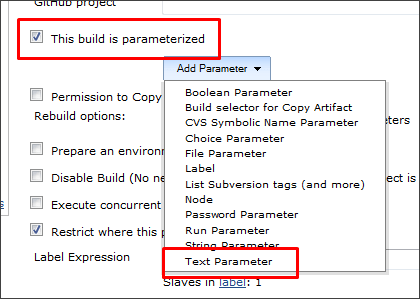 GitHub project
This build is parameterized
Add Parameter
Boolean Parameter
Build selector for Copy Artifact
CVS Symbolic Name Parameter
Choice Parameter
File Parameter
Label
List Subversion tags (and more)
Node
Password Parameter
Run Parameter
String Parameter
Text Parameter
Permission to Copy
Rebuild options:
Prepare an environ
Disable Build (No ne
ct is
Execute concurrent
Restrict where this p
Label Expression
Slaves in label: 1